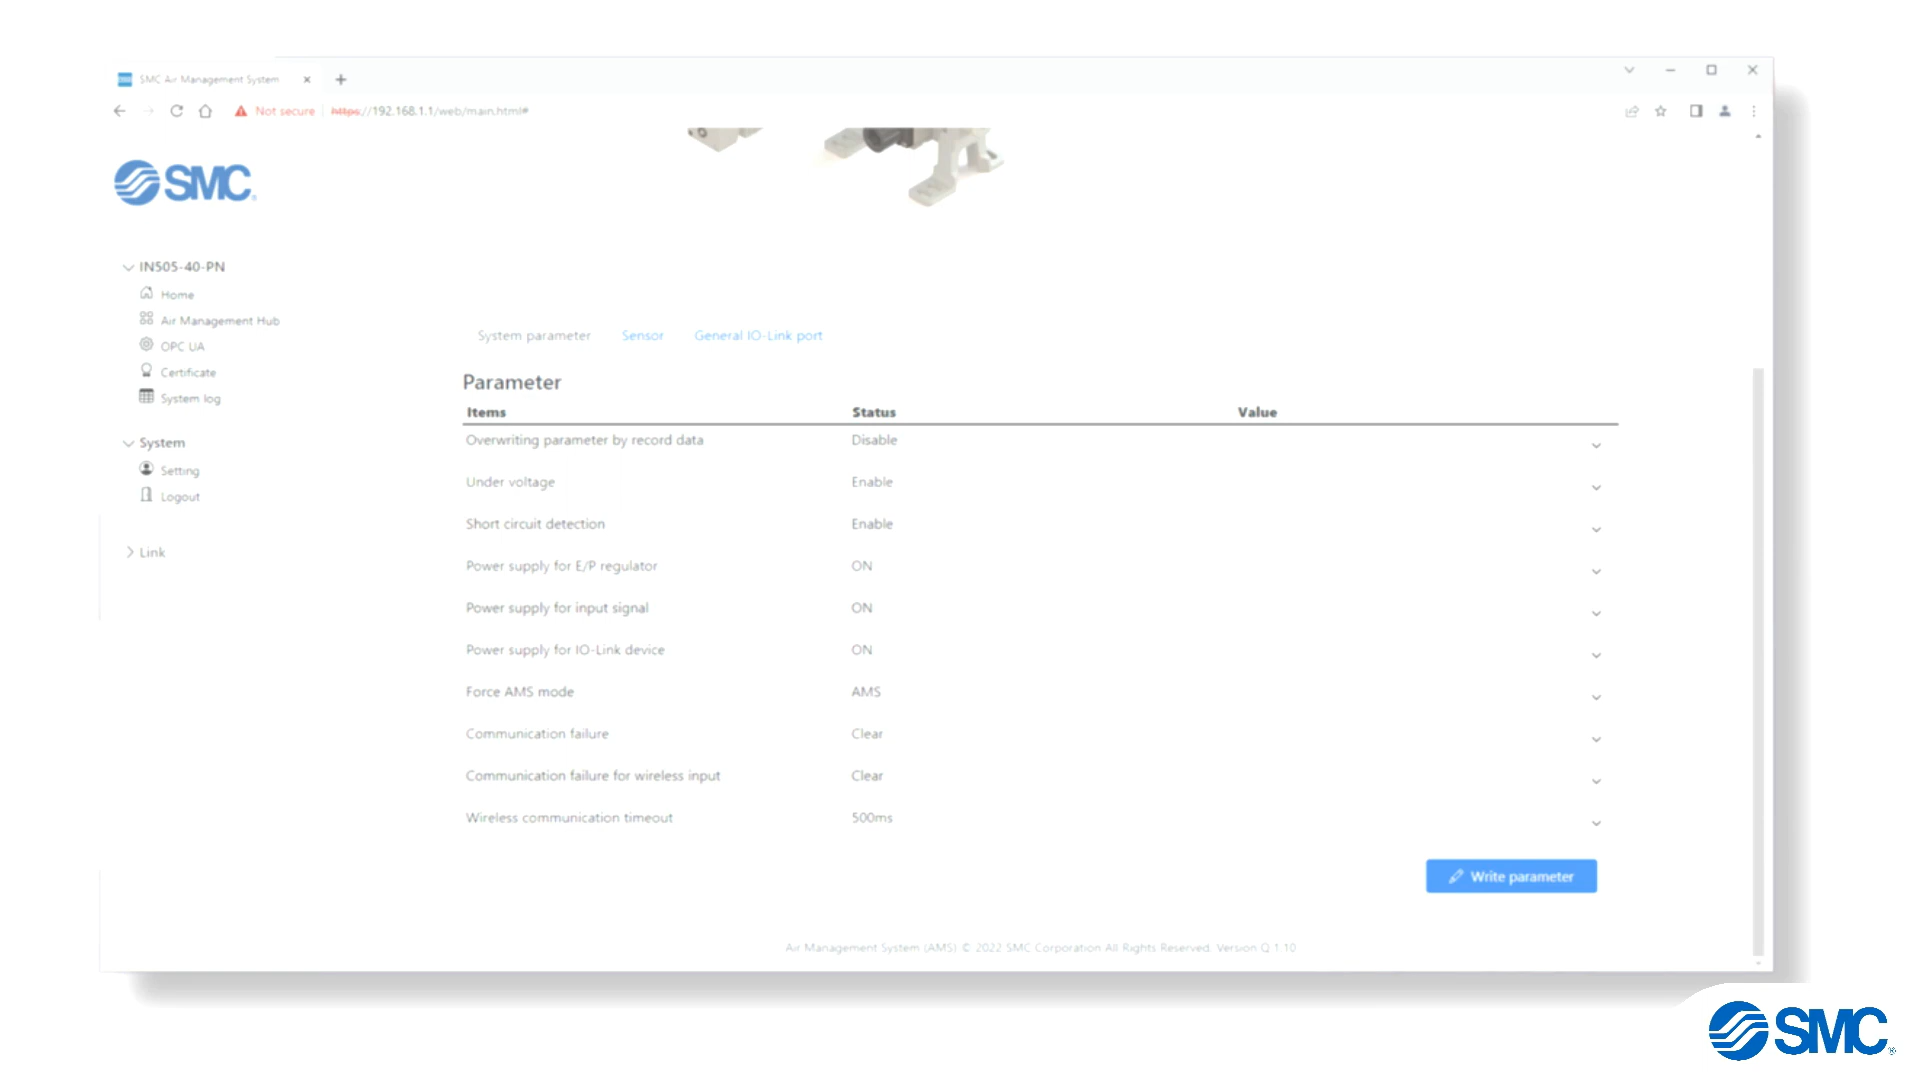 SMC Air Management System
Not secure https://192.168.1.1/web/main.html#
SMC
IN505-40-PN
Home
Air Management Hub
OPC UA
Certificate
System log
System
Setting
Logout
Link
System parameter Sensor General IO-Link port
Parameter
Items Status Value
Overwriting parameter by record data Disable
Under voltage Enable
Short circuit detection Enable
Power supply for E/P regulator ON
Power supply for input signal ON
Power supply for IO-Link device ON
Force AMS mode AMS
Communication failure Clear
Communication failure for wireless input Clear
Wireless communication timeout 500ms
Write parameter
Air Management System (AMS) © 2022 SMC Corporation All Rights Reserved. Version Q 1.10
SMC®